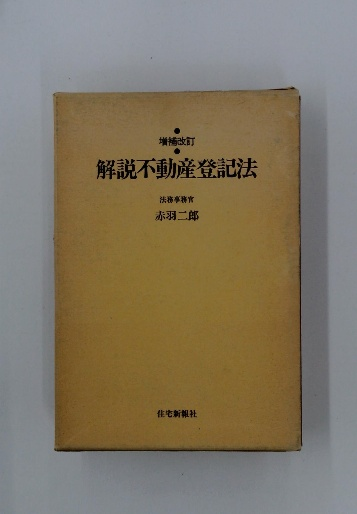 増補改訂
解説不動産登記法
法務事務官
赤羽二郎
住宅新報社